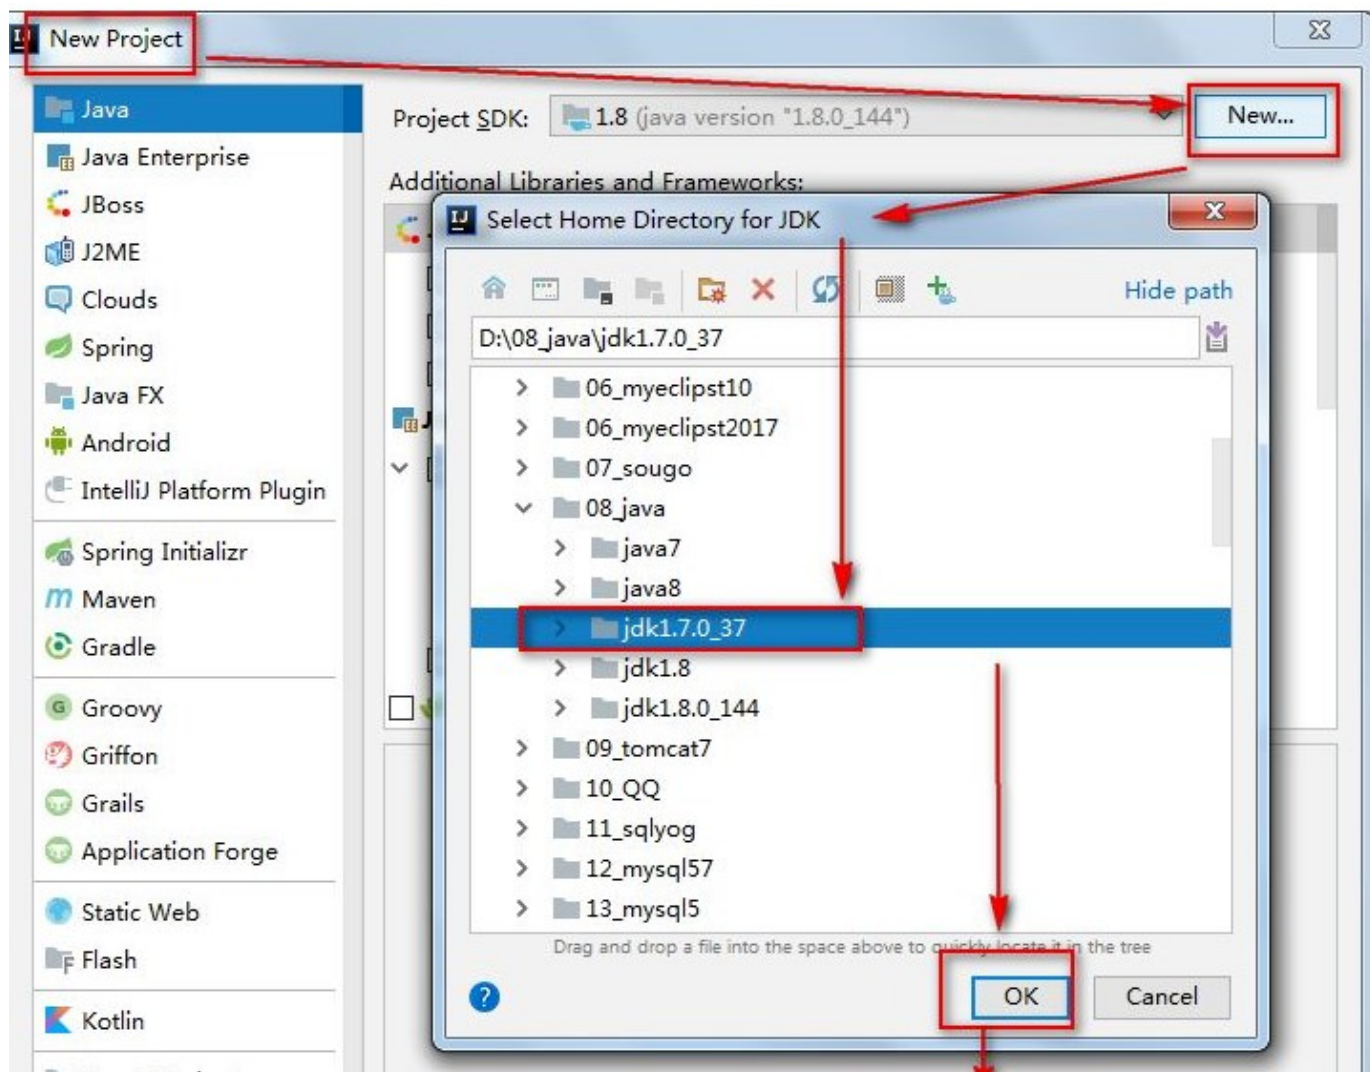 New Project
Java
Java Enterprise
JBoss
J2ME
Clouds
Spring
Java FX
Android
IntelliJ Platform Plugin
Spring Initializr
Maven
Gradle
Groovy
Griffon
Grails
Application Forge
Static Web
Flash
Kotlin
Project SDK: 1.8 (java version "1.8.0_144") New...
Additional Libraries and Frameworks:
Select Home Directory for JDK
Hide path
D:\08_java\jdk1.7.0_37
06_myeclipst10
06_myeclipst2017
07_sougo
08_java
java7
java8
jdk1.7.0_37
jdk1.8
jdk1.8.0_144
09_tomcat7
10_QQ
11_sqlyog
12_mysql57
13_mysql5
Drag and drop a file into the space above to quickly locate it in the tree
OK Cancel